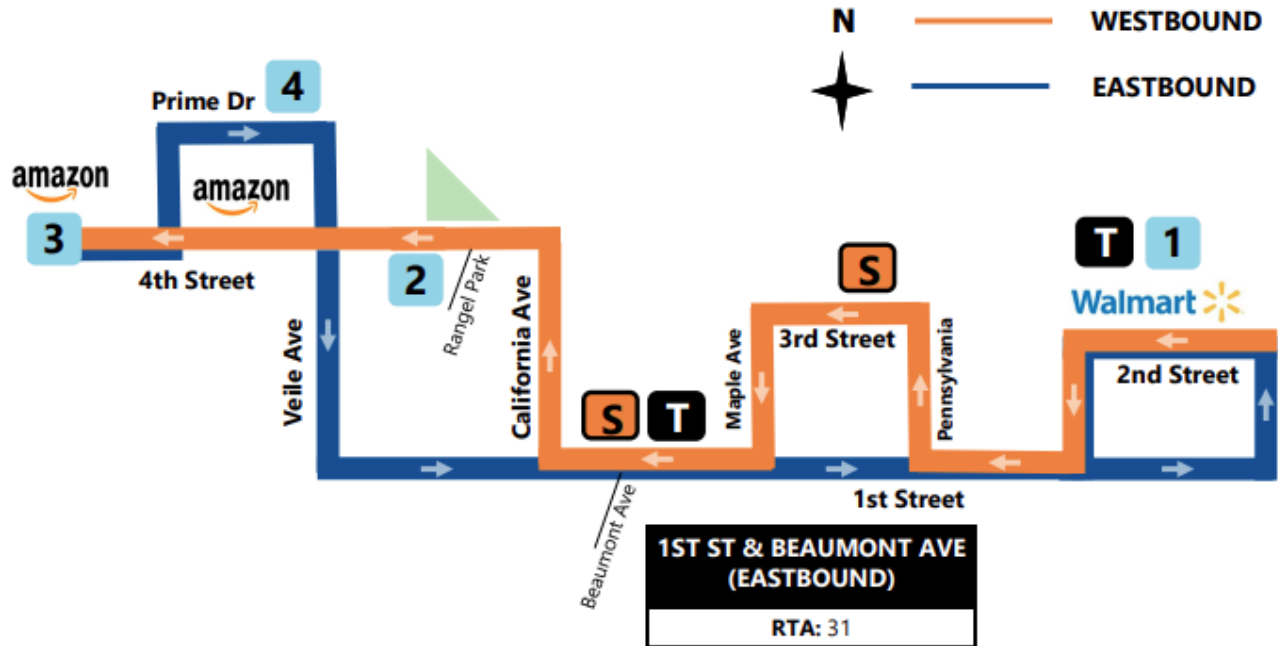 N
WESTBOUND
EASTBOUND
Prime Dr
4
amazon
amazon
3
4th Street
2
Rangel Park
Veile Ave
California Ave
S
T
Beaumont Ave
Maple Ave
S
3rd Street
Pennsylvania
T
1
Walmart
2nd Street
1st Street
1ST ST & BEAUMONT AVE
(EASTBOUND)
RTA: 31